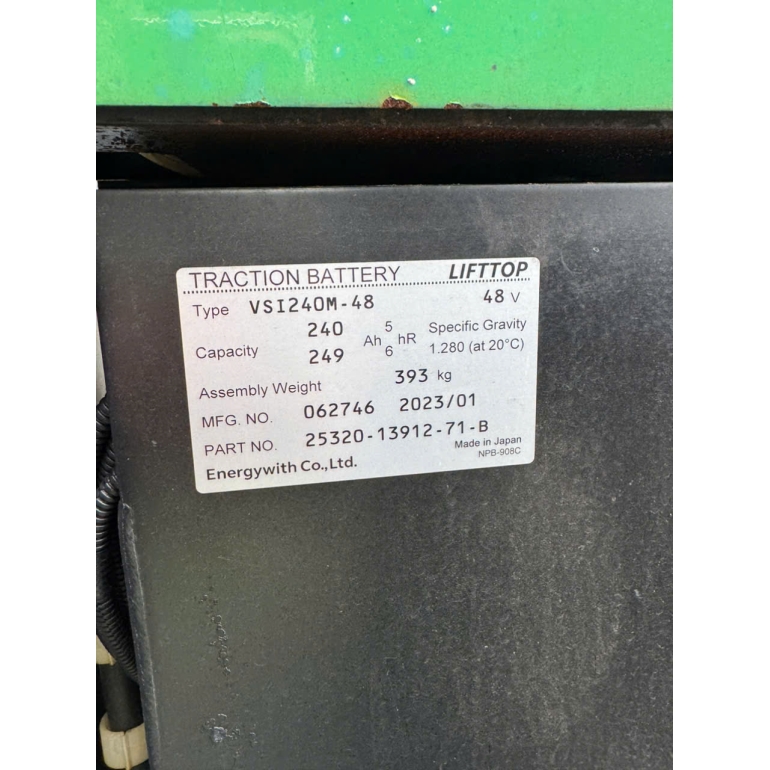 TRACTION BATTERY LIFTTOP
Type VSI240M-48 48 V
Capacity 240 Ah 5 hR Specific Gravity
249 6 1.280 (at 20°C)
Assembly Weight 393 kg
MFG. NO. 062746 2023/01
PART NO. 25320-13912-71-B
Made in Japan
Energywith Co.,Ltd. NPB-908C